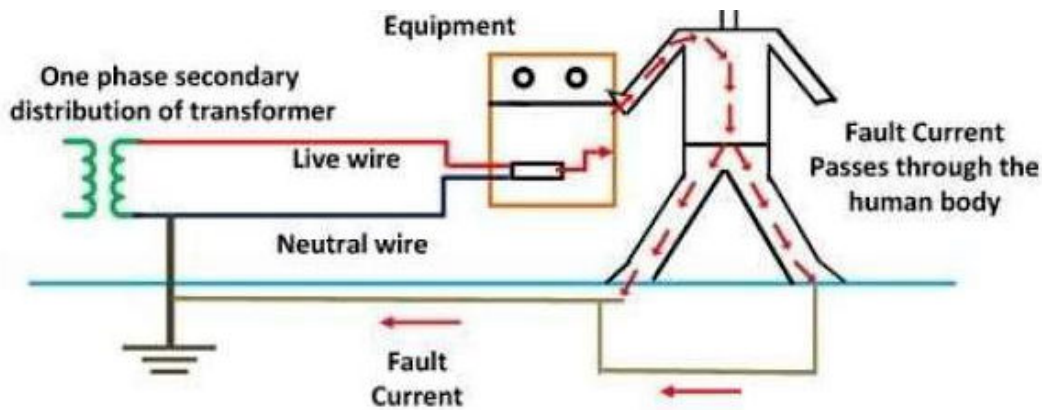 Equipment
One phase secondary
distribution of transformer
Live wire
Neutral wire
Fault Current
Passes through the
human body
Fault
Current